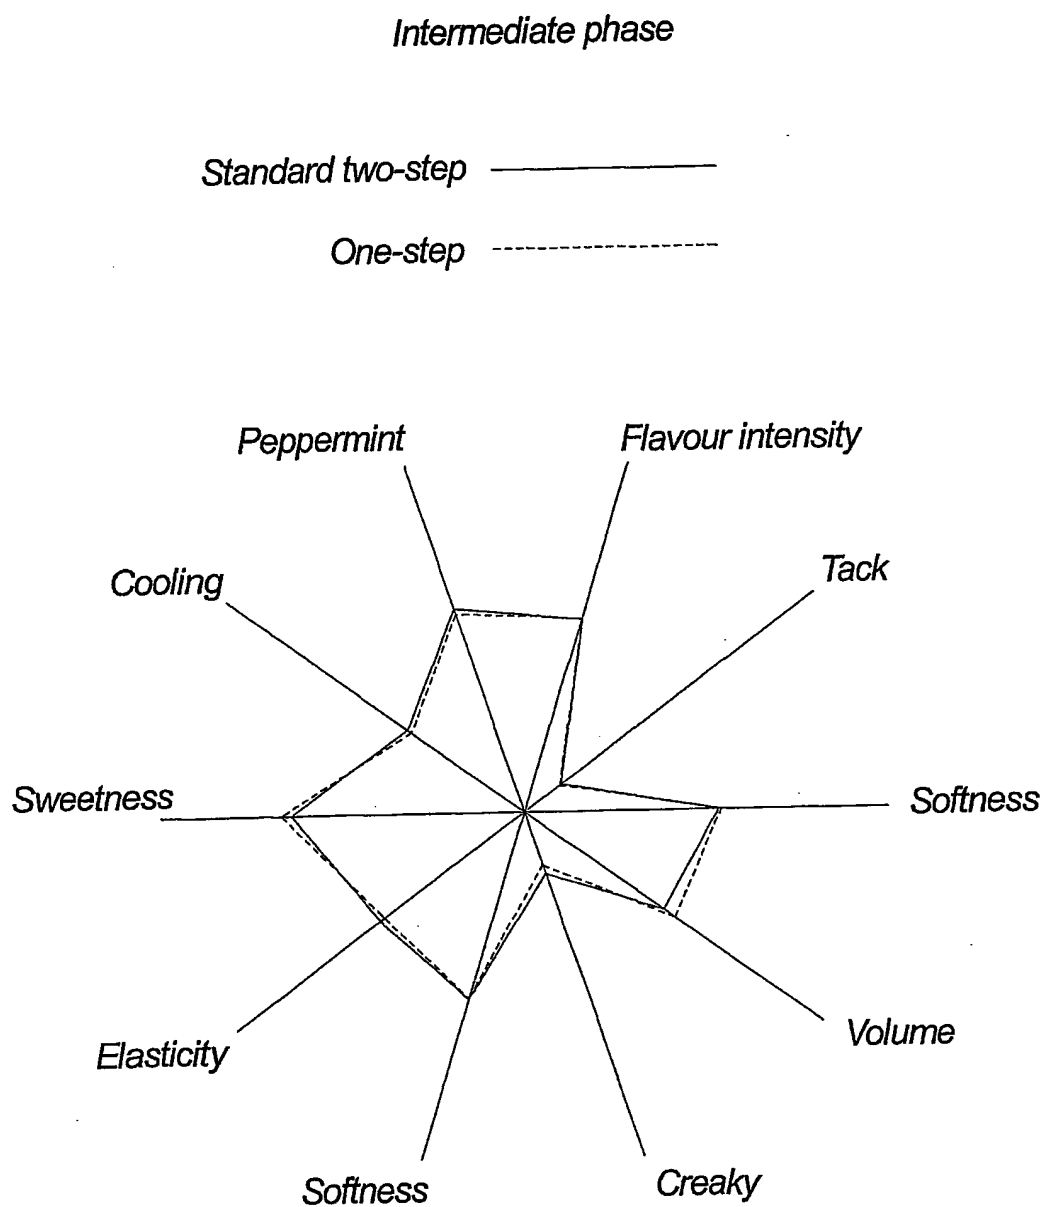 Intermediate phase
Standard two-step
One-step
Peppermint
Flavour intensity
Cooling
Tack
Sweetness
Softness
Elasticity
Volume
Softness
Creaky